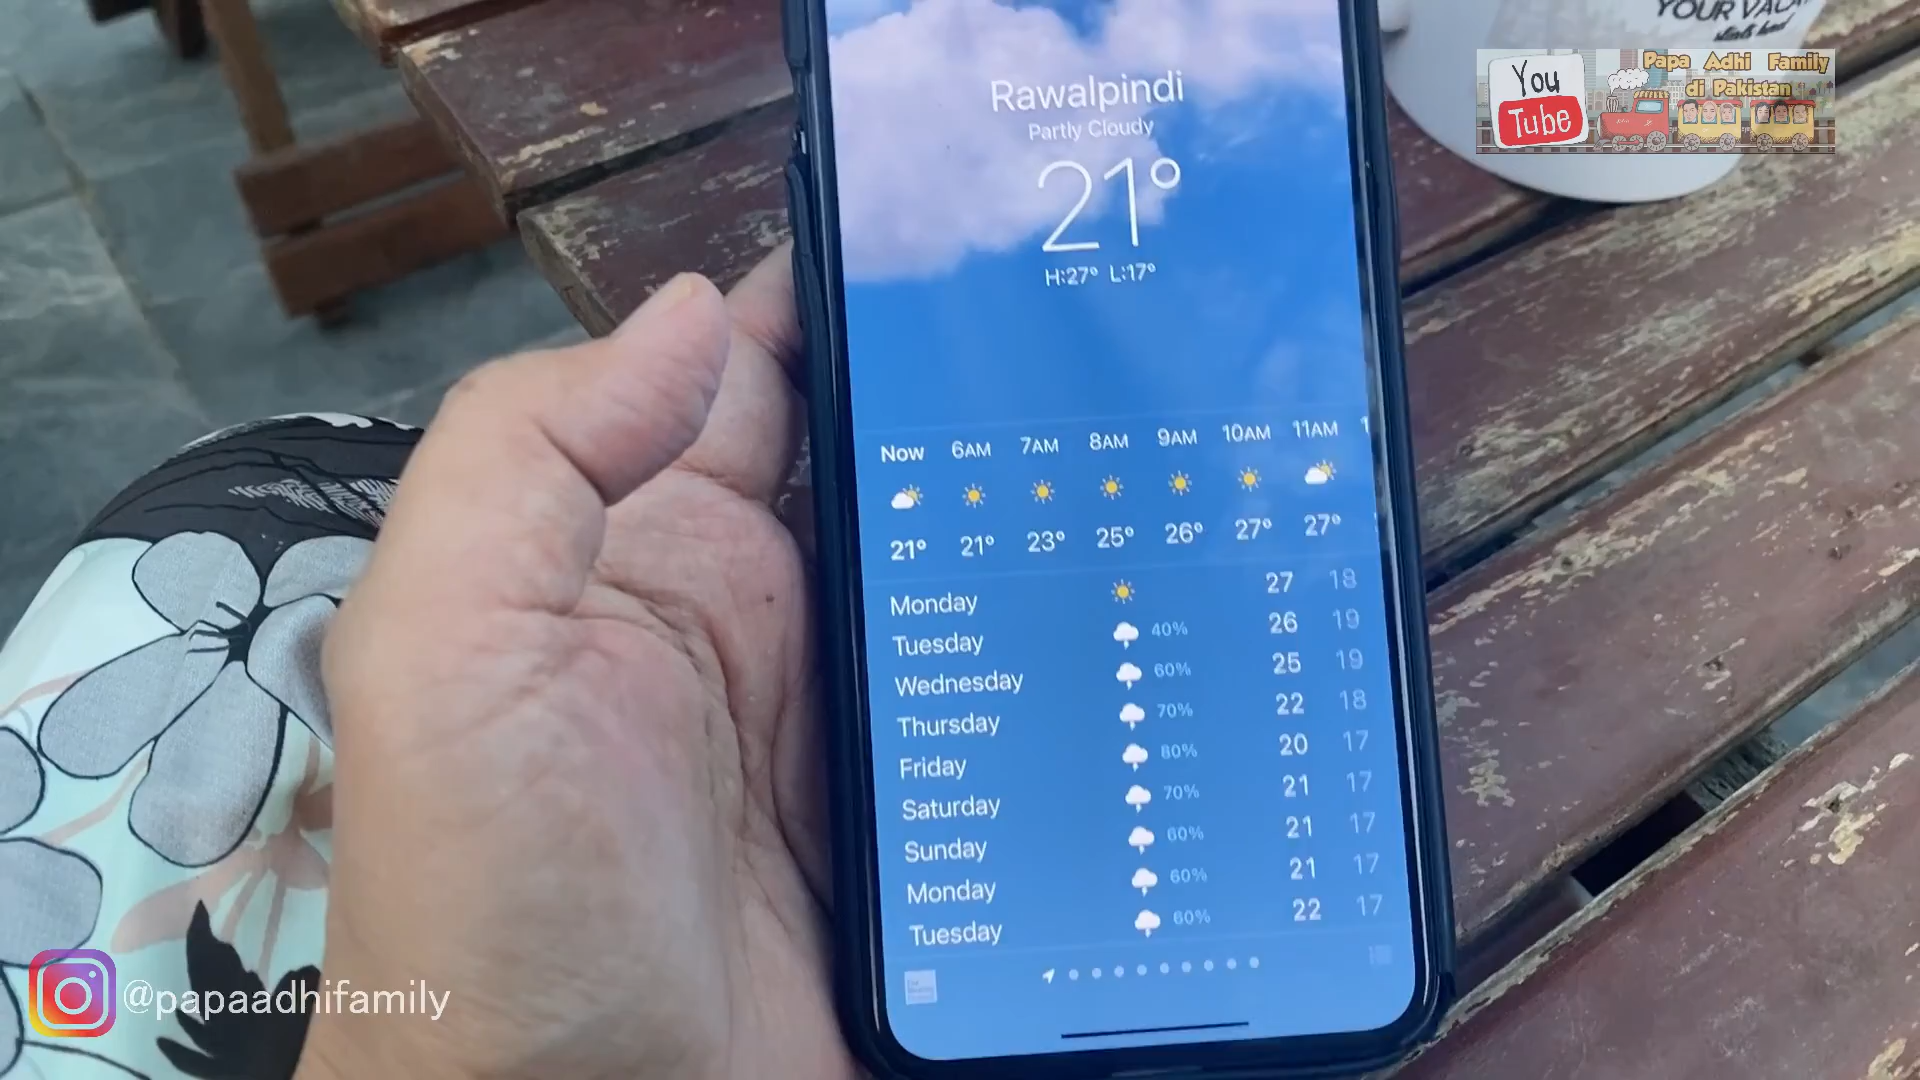 YOUR VACA
You
Tube
Papa Adhi Family
di Pakistan
Rawalpindi
Partly Cloudy
21°
H:27° L:17°
Now 6AM 7AM 8AM 9AM 10AM 11AM 1
21° 21° 23° 25° 26° 27° 27°
Monday 27 18
Tuesday 40% 26 19
Wednesday 60% 25 19
Thursday 70% 22 18
Friday 80% 20 17
Saturday 70% 21 17
Sunday 60% 21 17
Monday 60% 21 17
Tuesday 60% 22 17
@papaadhifamily